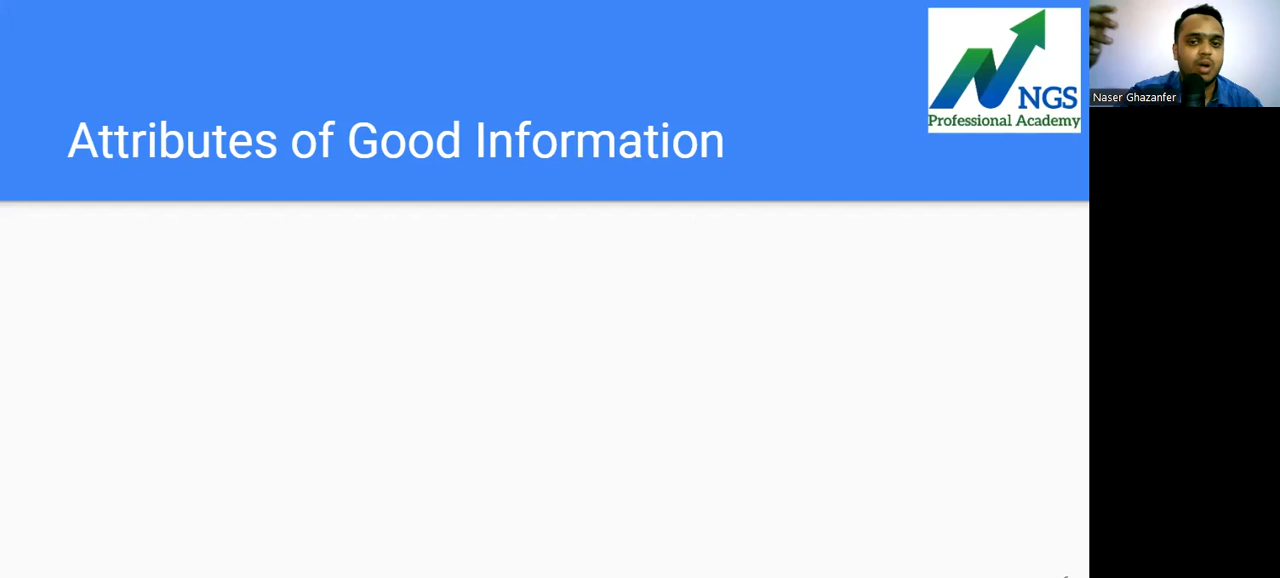 NGS
Professional Academy
Attributes of Good Information
Naser Ghazanfer